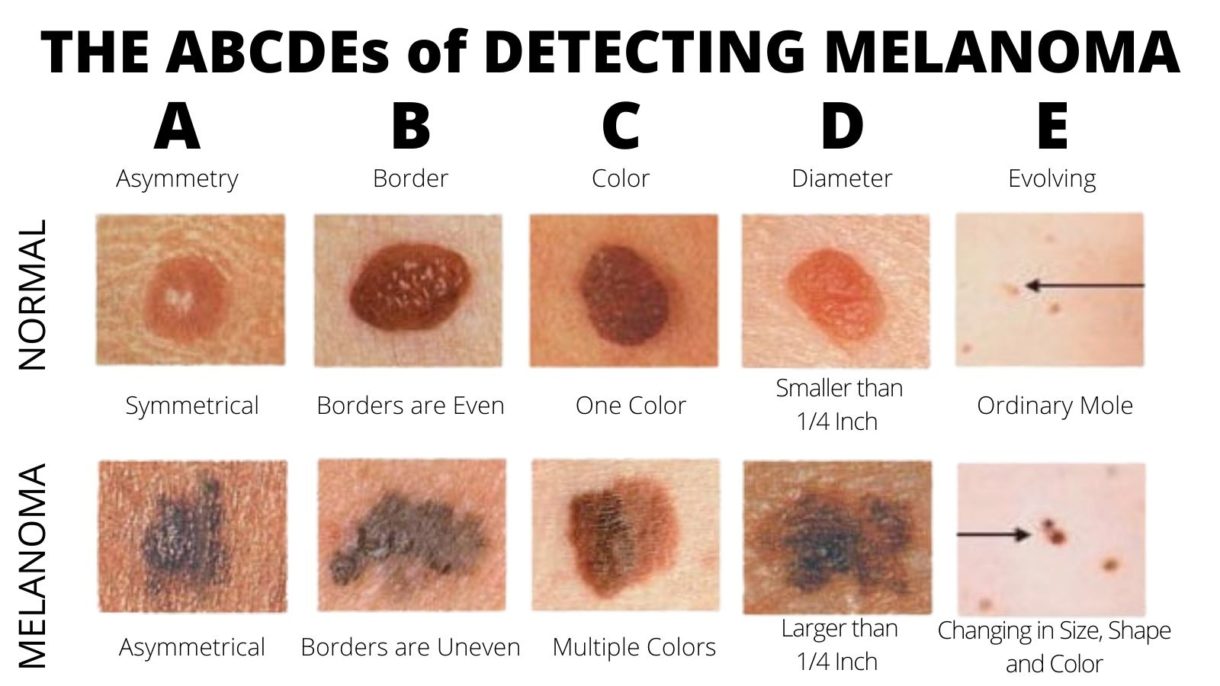 THE ABCDEs of DETECTING MELANOMA
A B C D E
Asymmetry Border Color Diameter Evolving
NORMAL
Symmetrical Borders are Even One Color Smaller than Ordinary Mole
1/4 Inch
MELANOMA
Asymmetrical Borders are Uneven Multiple Colors Larger than Changing in Size, Shape
1/4 Inch and Color